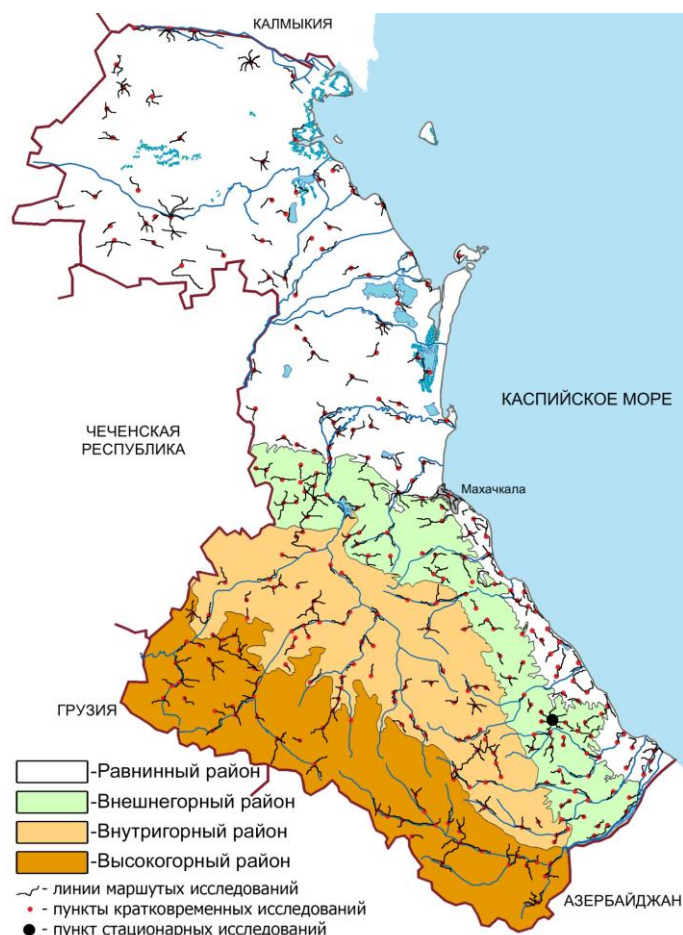 КАЛМЫКИЯ
КАСПИЙСКОЕ МОРЕ
ЧЕЧЕНСКАЯ
РЕСПУБЛИКА
Махачкала
ГРУЗИЯ
-Равнинный район
-Внешнегорный район
-Внутригорный район
-Высокогорный район
- линии маршутых исследований
АЗЕРБАЙДЖАН
- пункты кратковременных исследований
- пункт стационарных исследований